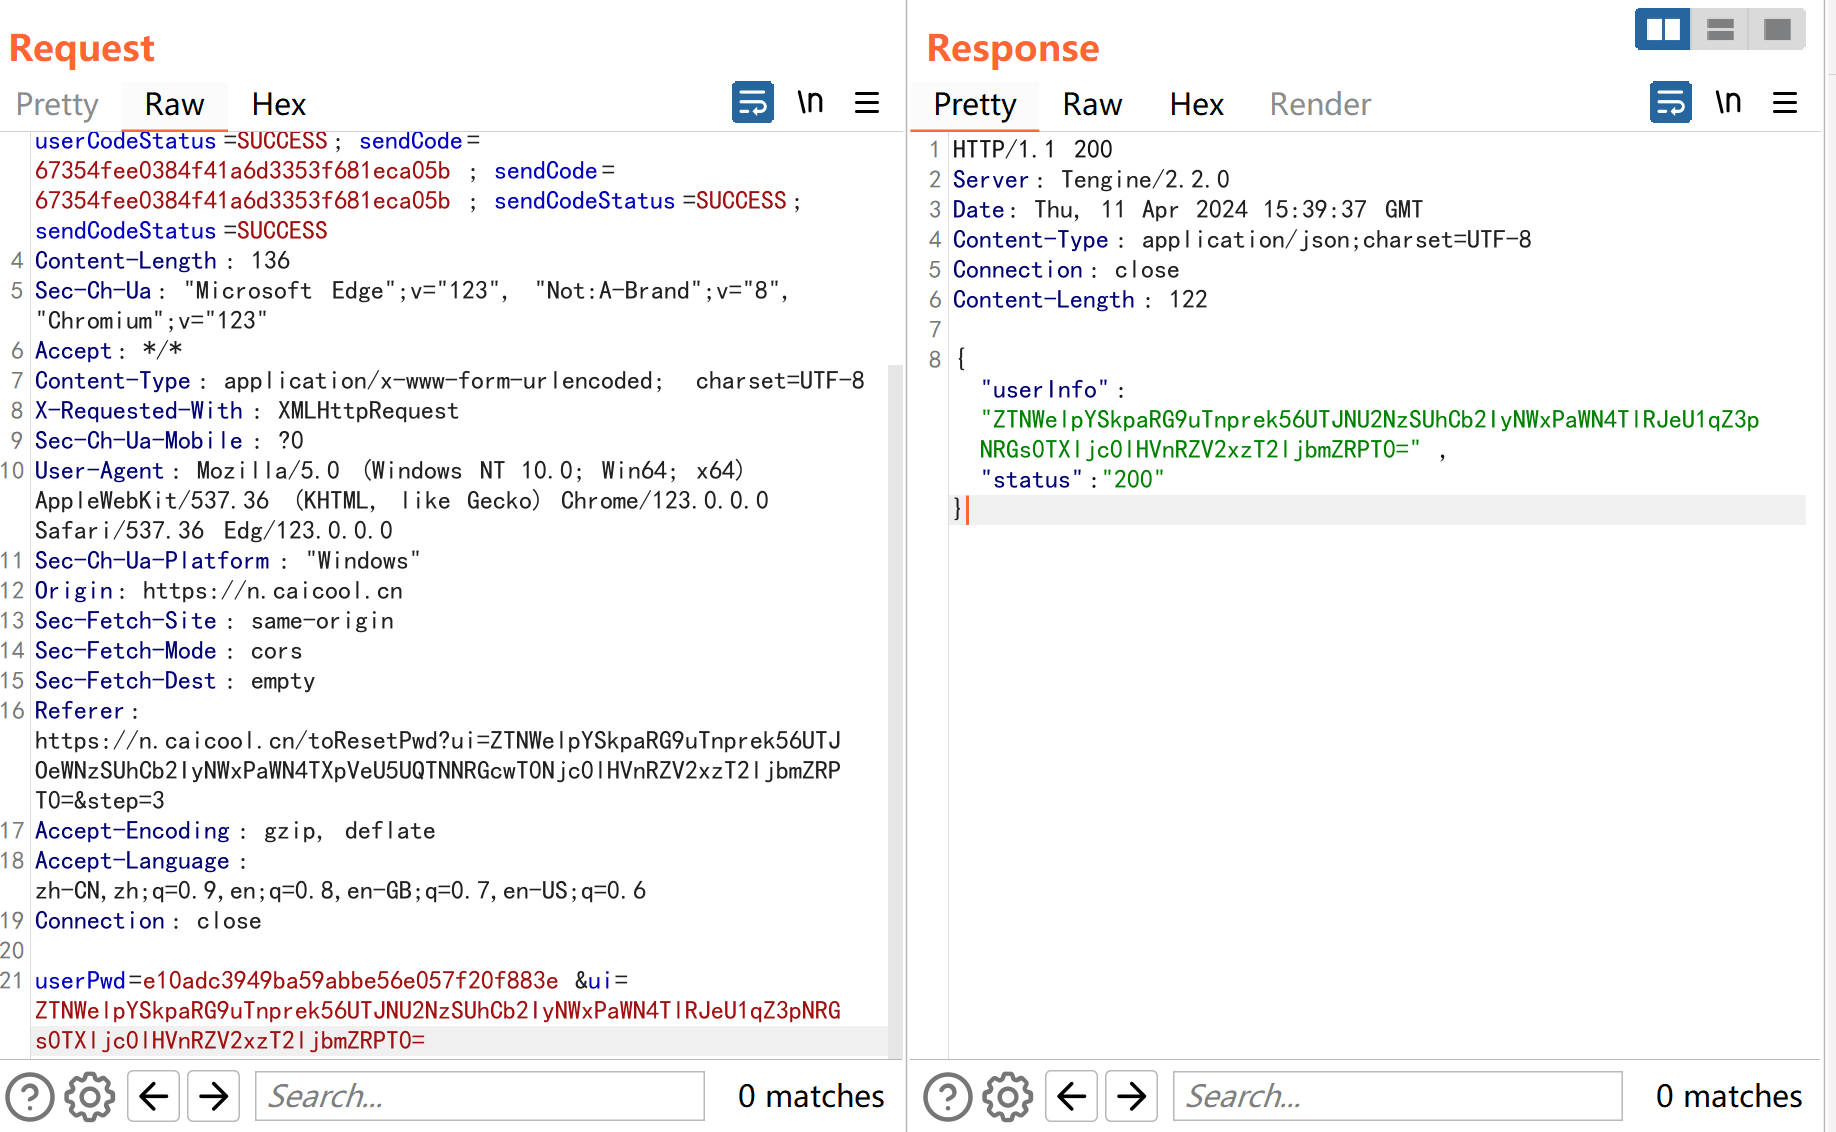 Request
Pretty Raw Hex \n
userCodeStatus=SUCCESS; sendCode=
67354fee0384f41a6d3353f681eca05b ; sendCode=
67354fee0384f41a6d3353f681eca05b ; sendCodeStatus=SUCCESS;
sendCodeStatus=SUCCESS
4 Content-Length: 136
5 Sec-Ch-Ua: "Microsoft Edge";v="123", "Not:A-Brand";v="8",
"Chromium";v="123"
6 Accept: */*
7 Content-Type: application/x-www-form-urlencoded; charset=UTF-8
8 X-Requested-With: XMLHttpRequest
9 Sec-Ch-Ua-Mobile: ?0
10 User-Agent: Mozilla/5.0 (Windows NT 10.0; Win64; x64)
AppleWebKit/537.36 (KHTML, like Gecko) Chrome/123.0.0.0
Safari/537.36 Edg/123.0.0.0
11 Sec-Ch-Ua-Platform: "Windows"
12 Origin: https://n.caicool.cn
13 Sec-Fetch-Site: same-origin
14 Sec-Fetch-Mode: cors
15 Sec-Fetch-Dest: empty
16 Referer:
https://n.caicool.cn/toResetPwd?ui=ZTNWelpYSkpaRG9uTnprek56UTJ
OeWNzSUhCb2IyNWxPaWN4TXpVeU5UQTNNRGcwT0Njc0lHVnRZV2xzT2ljbmZRP
T0=&step=3
17 Accept-Encoding: gzip, deflate
18 Accept-Language:
zh-CN,zh;q=0.9,en;q=0.8,en-GB;q=0.7,en-US;q=0.6
19 Connection: close
20
21 userPwd=e10adc3949ba59abbe56e057f20f883e &ui=
ZTNWelpYSkpaRG9uTnprek56UTJNU2NzSUhCb2IyNWxPaWN4TlRJeU1qZ3pNRG
s0TXljc0lHVnRZV2xzT2ljbmZRPT0=
Search... 0 matches
Response
Pretty Raw Hex Render \n
1 HTTP/1.1 200
2 Server: Tengine/2.2.0
3 Date: Thu, 11 Apr 2024 15:39:37 GMT
4 Content-Type: application/json;charset=UTF-8
5 Connection: close
6 Content-Length: 122
7
8 {
"userInfo":
"ZTNWelpYSkpaRG9uTnprek56UTJNU2NzSUhCb2IyNWxPaWN4TlRJeU1qZ3p
NRGs0TXljc0lHVnRZV2xzT2ljbmZRPT0=" ,
"status":"200"
}
Search... 0 matches